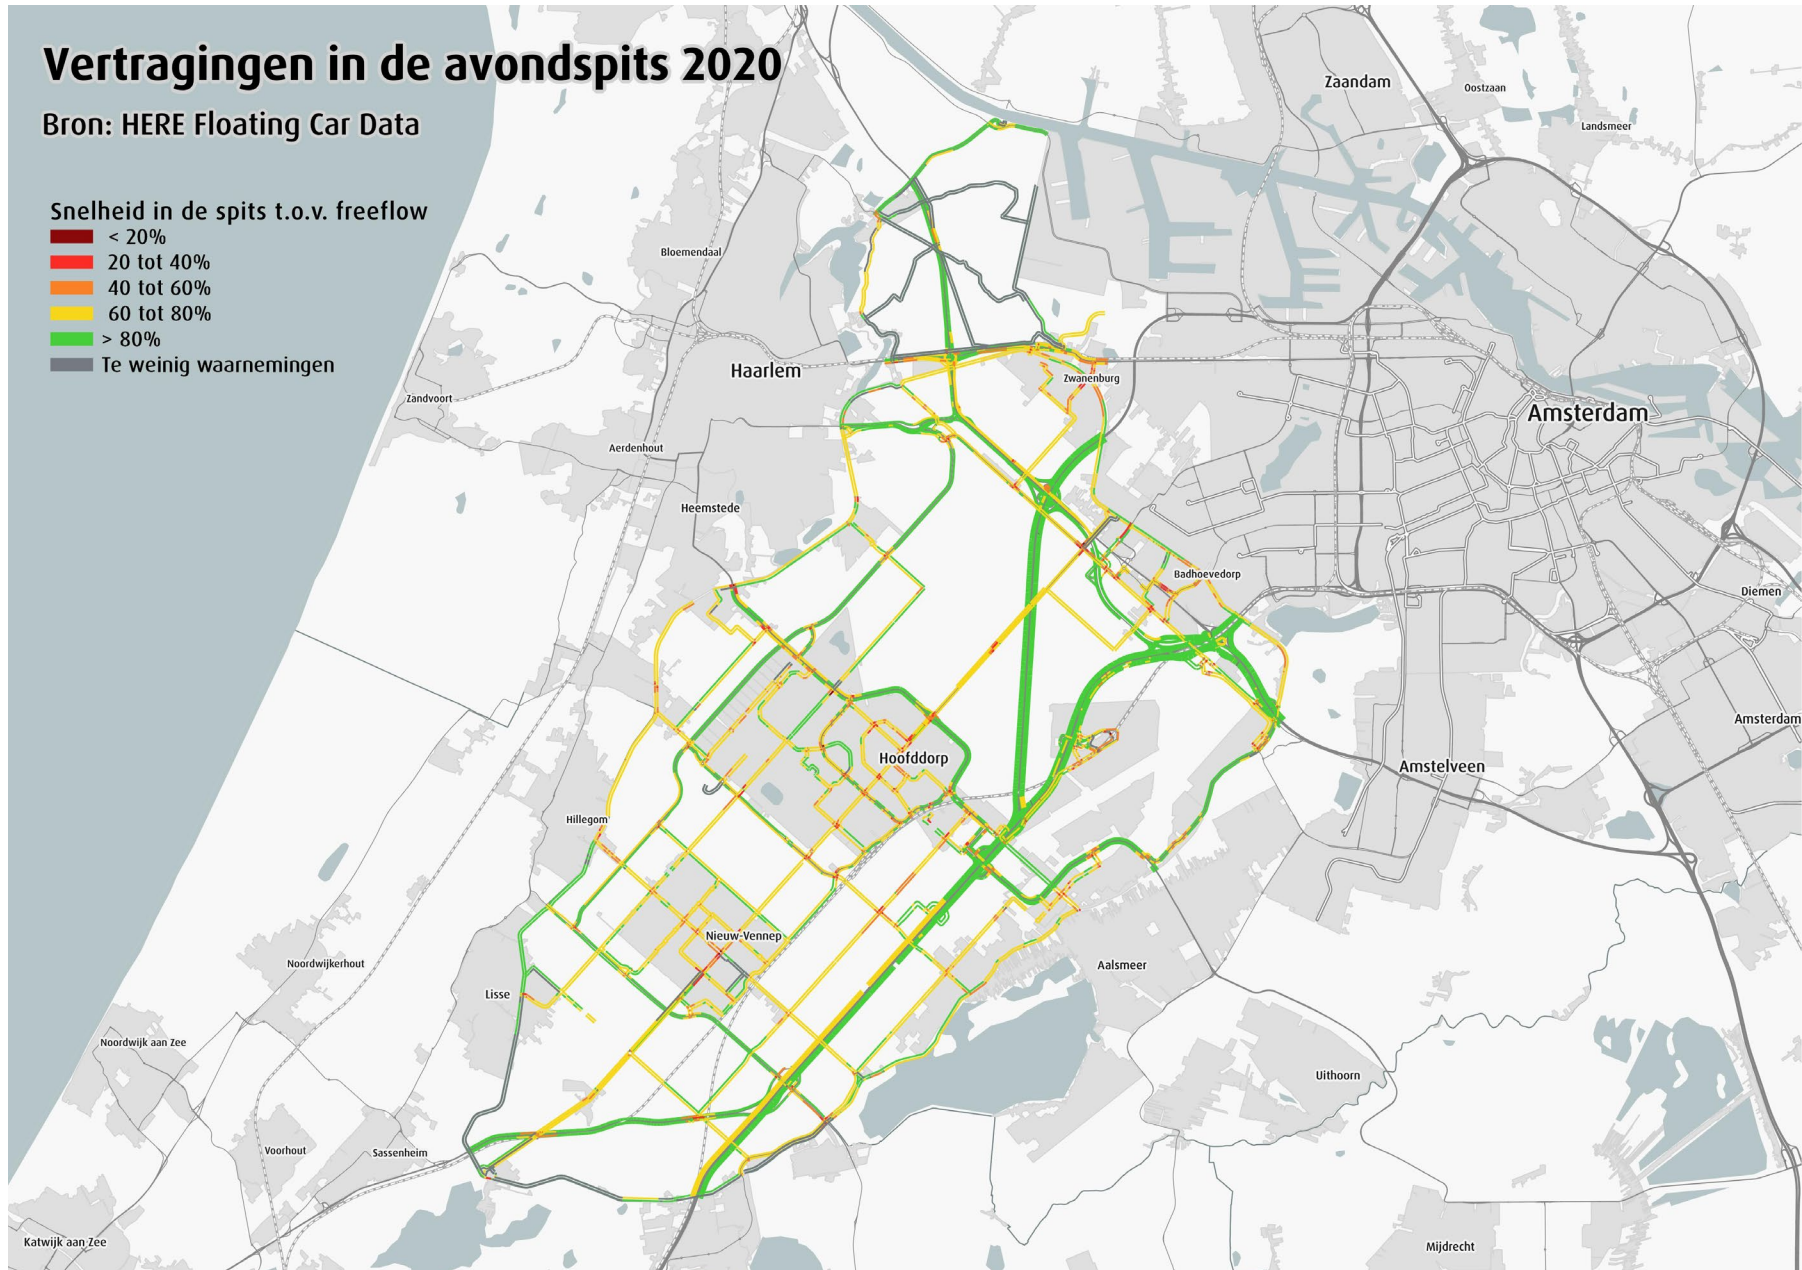 Vertragingen in de avondspits 2020
Bron: HERE Floating Car Data
Snelheid in de spits t.o.v. freeflow
< 20%
20 tot 40%
40 tot 60%
60 tot 80%
> 80%
Te weinig waarnemingen
Zaandam
Oostzaan
Landsmeer
Bloemendaal
Haarlem
Zwanenburg
Zandvoort
Amsterdam
Aerdenhout
Heemstede
Badhoevedorp
Diemen
Amsterdam
Hoofddorp
Amstelveen
Hillegom
Nieuw-Vennep
Noordwijkerhout
Aalsmeer
Lisse
Noordwijk aan Zee
Uithoorn
Voorhout
Sassenheim
Katwijk aan Zee
Mijdrecht